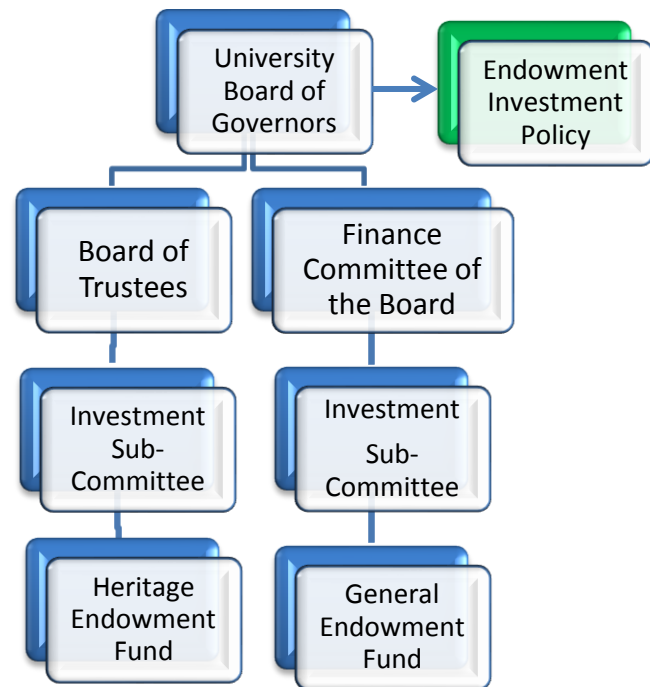 University
Board of
Governors
Endowment
Investment
Policy
Board of
Trustees
Finance
Committee of
the Board
Investment
Sub-
Committee
Investment
Sub-
Committee
Heritage
Endowment
Fund
General
Endowment
Fund